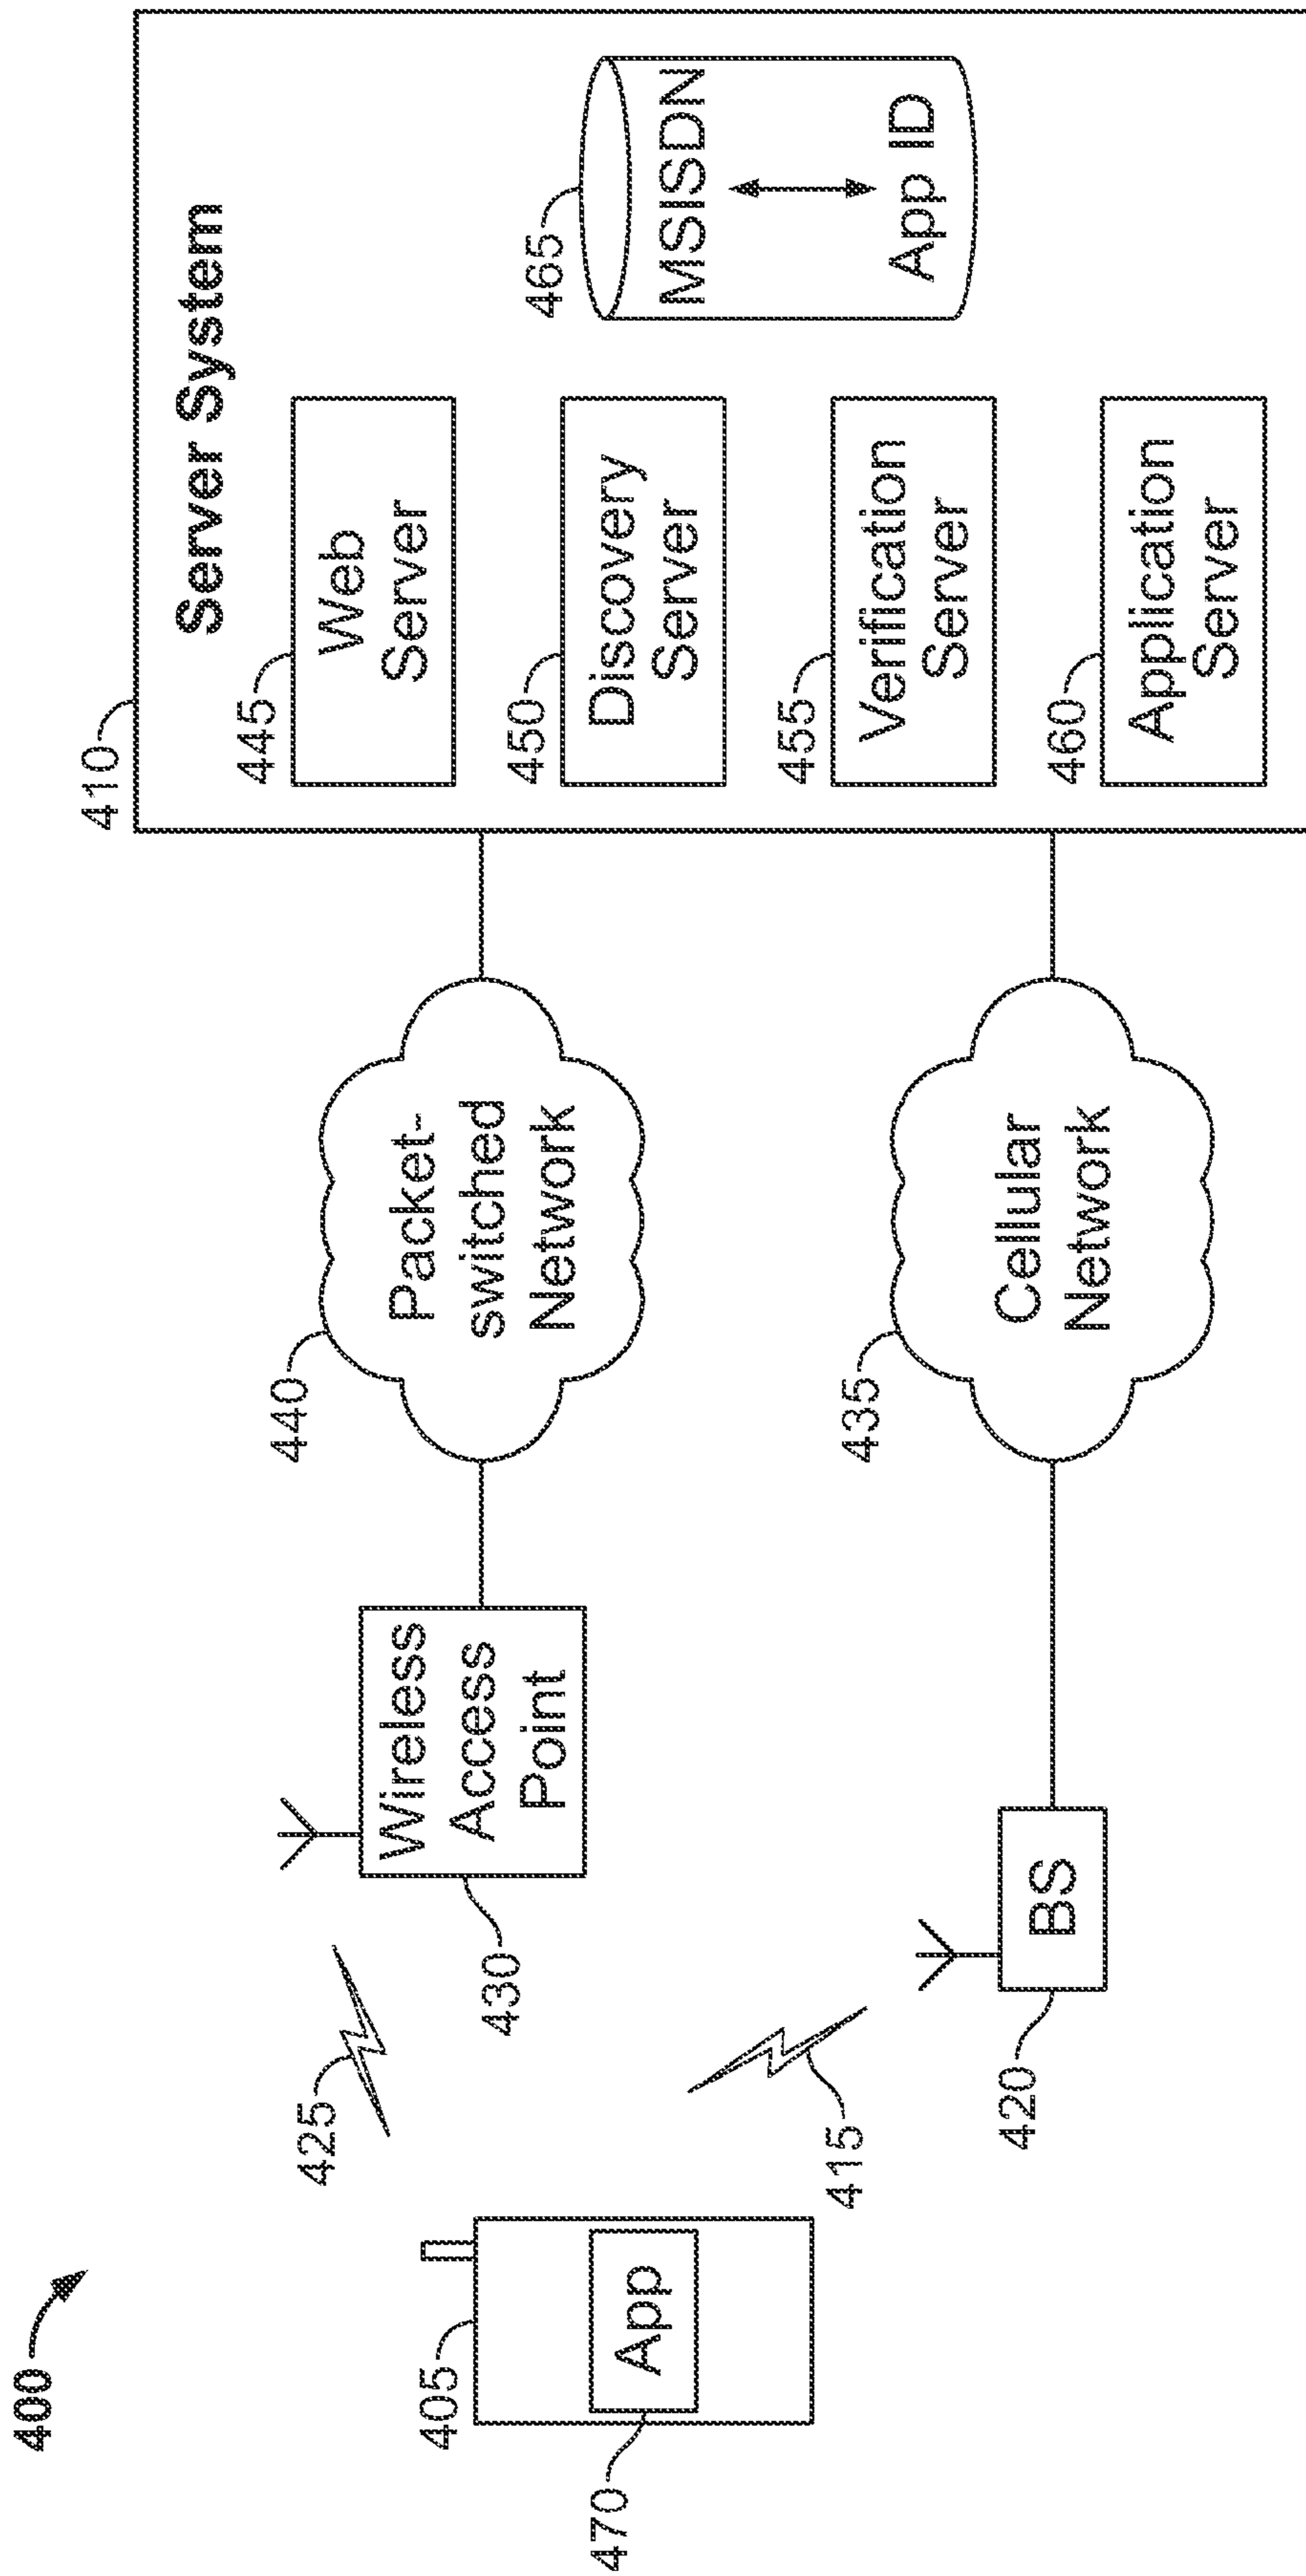 400
405
App
470
425
415
Wireless
Access
Point
430
BS
420
440
Packet-
switched
Network
435
Cellular
Network
410
Server System
445
Web
Server
450
Discovery
Server
455
Verification
Server
460
Application
Server
465
MSISDN
App ID